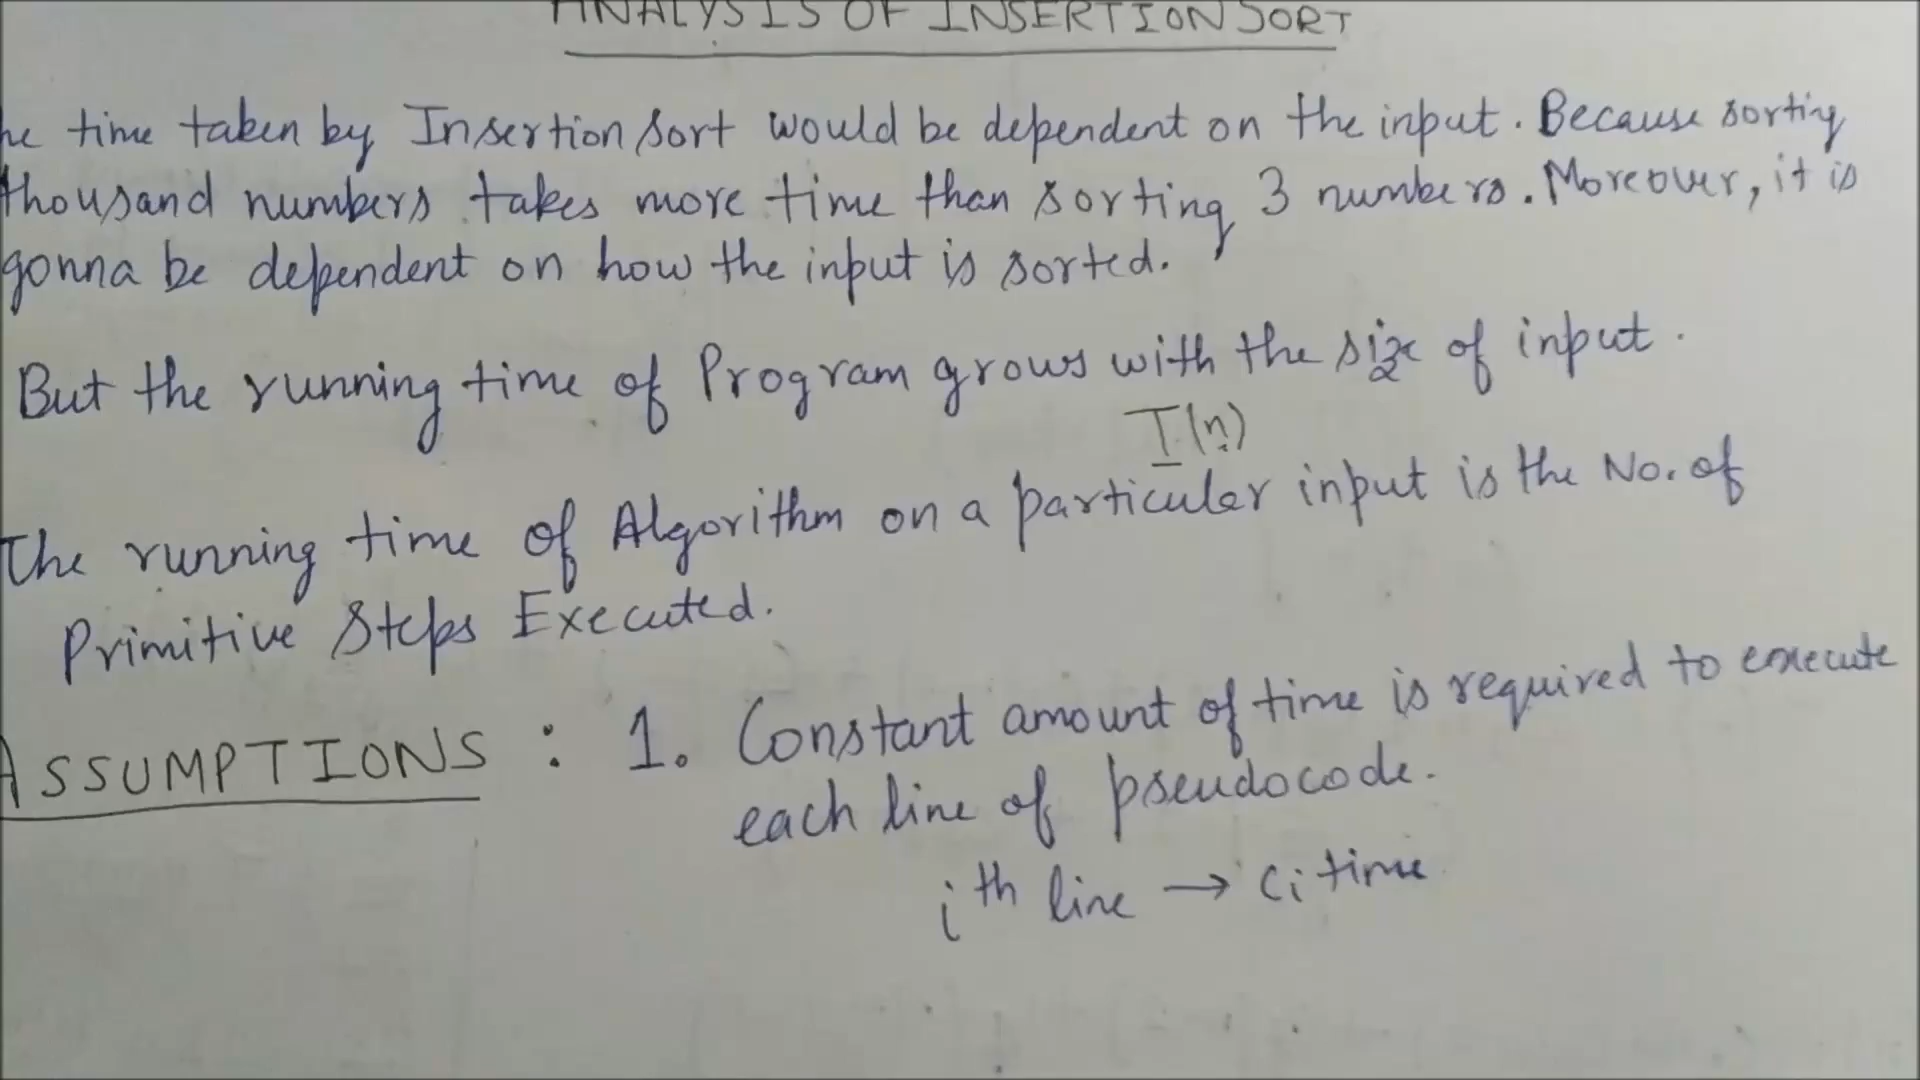 ANALYSIS OF INSERTION SORT
he time taken by Insertion Sort would be dependent on the input. Because sorting
thousand numbers takes more time than sorting 3 numbers. Moreover, it is
gonna be dependent on how the input is sorted.
But the running time of Program grows with the size of input.
T(n)
The running time of Algorithm on a particular input is the No. of
Primitive Steps Executed.
ASSUMPTIONS : 1. Constant amount of time is required to execute
each line of pseudocode.
ith line → ci time